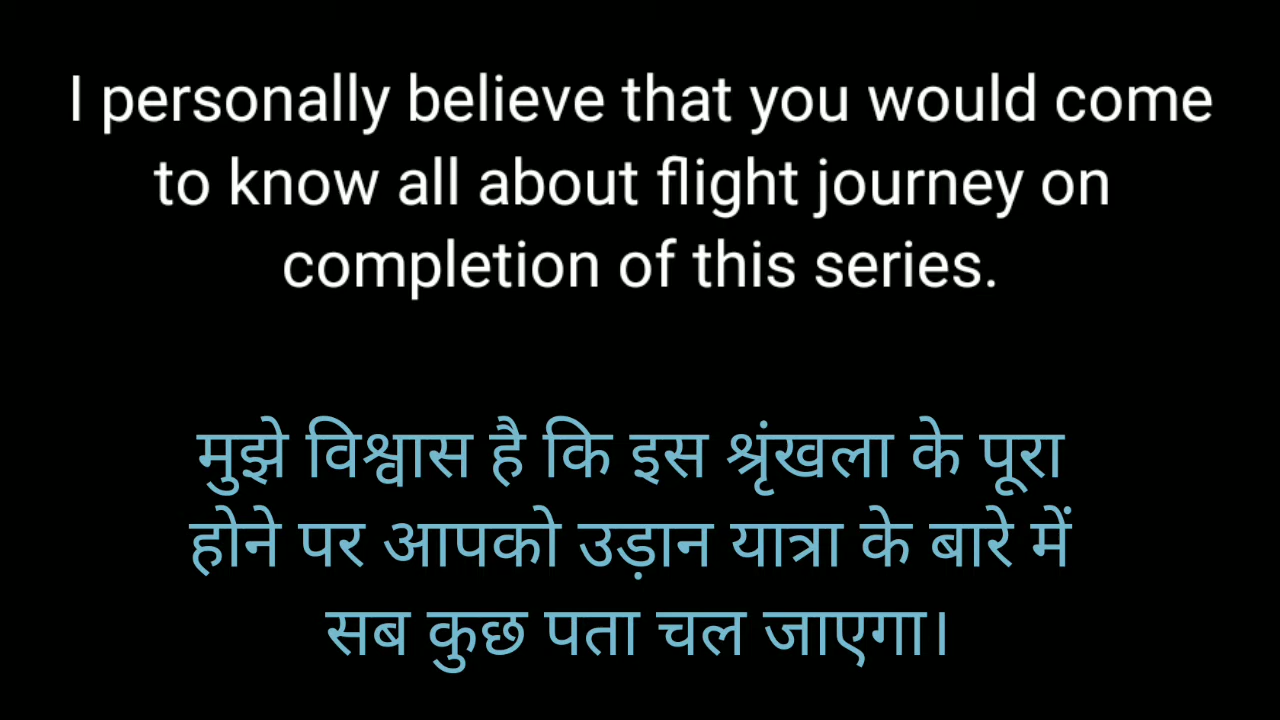 I personally believe that you would come
to know all about flight journey on
completion of this series.
मुझे विश्वास है कि इस श्रृंखला के पूरा
होने पर आपको उड़ान यात्रा के बारे में
सब कुछ पता चल जाएगा।